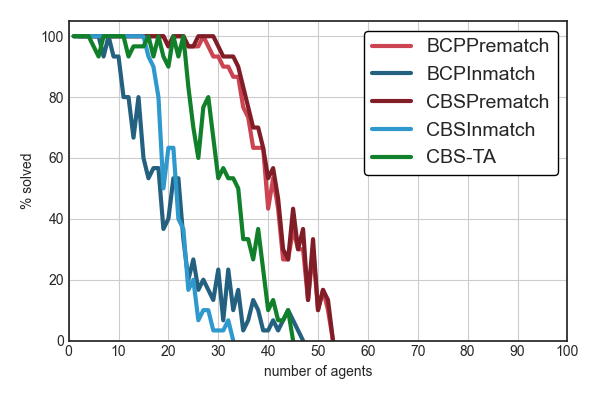 100
80
60
40
20
0
% solved
BCPPrematch
BCPInmatch
CBSPrematch
CBSInmatch
CBS-TA
0 10 20 30 40 50 60 70 80 90 100
number of agents